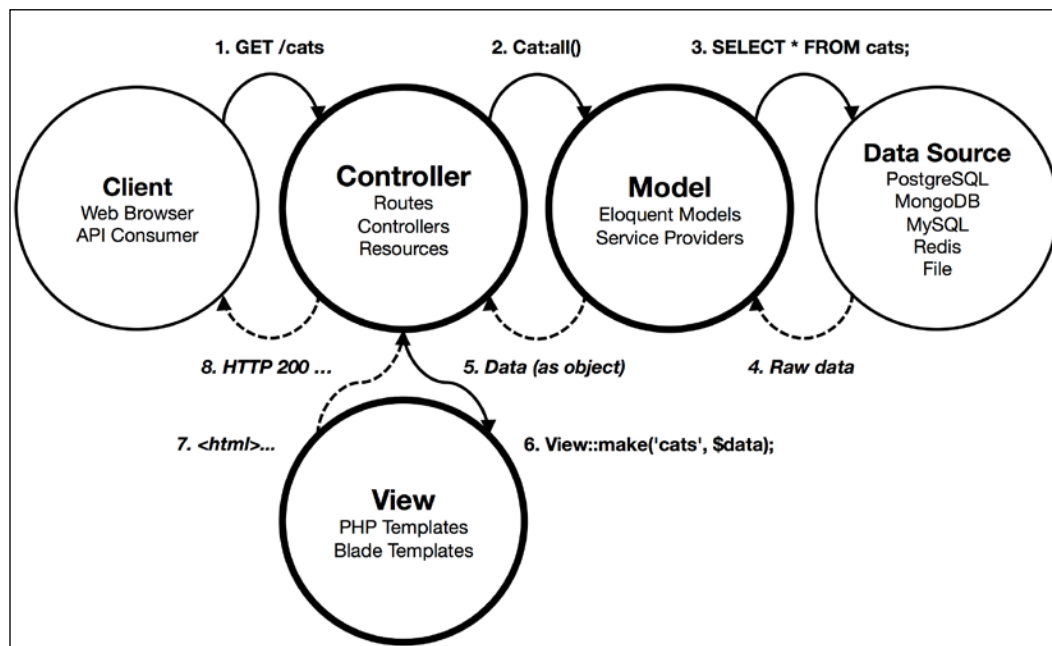 1. GET /cats
2. Cat:all()
3. SELECT * FROM cats;
Client
Web Browser
API Consumer
Controller
Routes
Controllers
Resources
Model
Eloquent Models
Service Providers
Data Source
PostgreSQL
MongoDB
MySQL
Redis
File
8. HTTP 200 ...
5. Data (as object)
4. Raw data
7. <html>...
6. View::make('cats', $data);
View
PHP Templates
Blade Templates